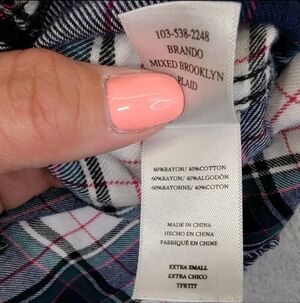 103-538-2248
BRANDO
MIXED BROOKLYN
PLAID
60%RAYON/ 40%COTTON
60%RAYON/ 40%ALGODÓN
60%RAYONNE/ 40%COTON
MADE IN CHINA
HECHO EN CHINA
FABRIQUÉ EN CHINE
EXTRA SMALL
EXTRA CHICO
TPETIT